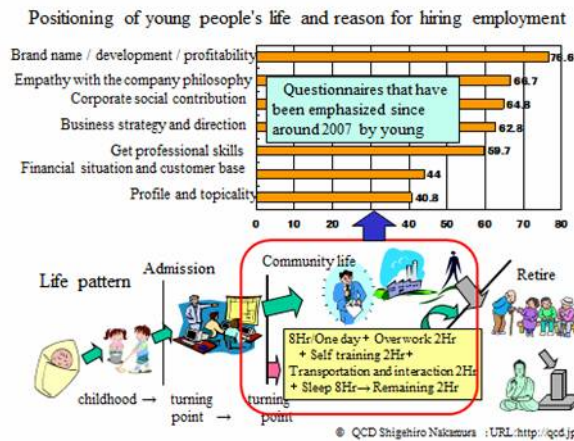 Positioning of young people's life and reason for hiring employment
Brand name / development / profitability
76.6
Empathy with the company philosophy
66.7
Corporate social contribution
64.8
Business strategy and direction
62.8
Get professional skills
59.7
Financial situation and customer base
44
Profile and topicality
40.8
Questionnaires that have
been emphasized since
around 2007 by young
0 10 20 30 40 50 60 70 80
Life pattern
Admission
Community life
Retire
8Hr/One day+ Overwork 2Hr
+ Self training 2Hr+
Transportation and interaction 2Hr
+ Sleep 8Hr→ Remaining 2Hr
childhood → turning point → turning point
© QCD Shigehiro Nakamura :URL:http://qcd.jp